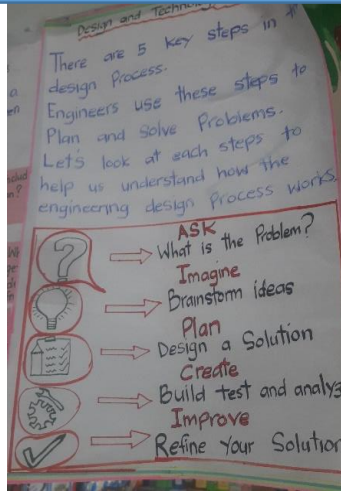 Design and Technology
There are 5 key steps in
design Process.
Engineers use these steps to
Plan and Solve Problems.
Let's look at each steps to
help us understand how the
engineering design Process works.
ASK
What is the Problem?
Imagine
Brainstorm ideas
Plan
Design a Solution
Create
Build test and analyze
Improve
Refine Your Solution